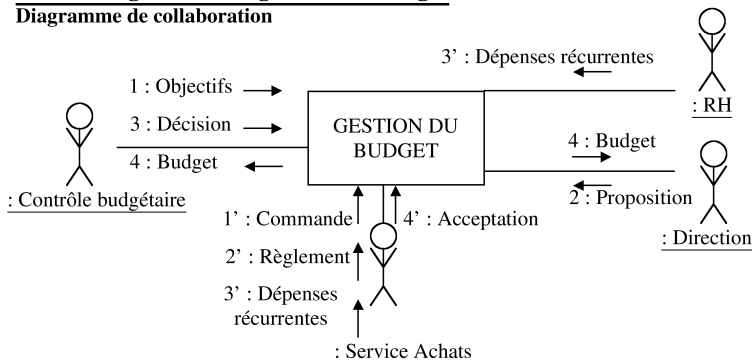 Diagramme de collaboration
3’ : Dépenses récurrentes
: RH
1 : Objectifs
3 : Décision
4 : Budget
: Contrôle budgétaire
GESTION DU
BUDGET
4 : Budget
2 : Proposition
: Direction
1’ : Commande
4’ : Acceptation
2’ : Règlement
3’ : Dépenses
récurrentes
: Service Achats